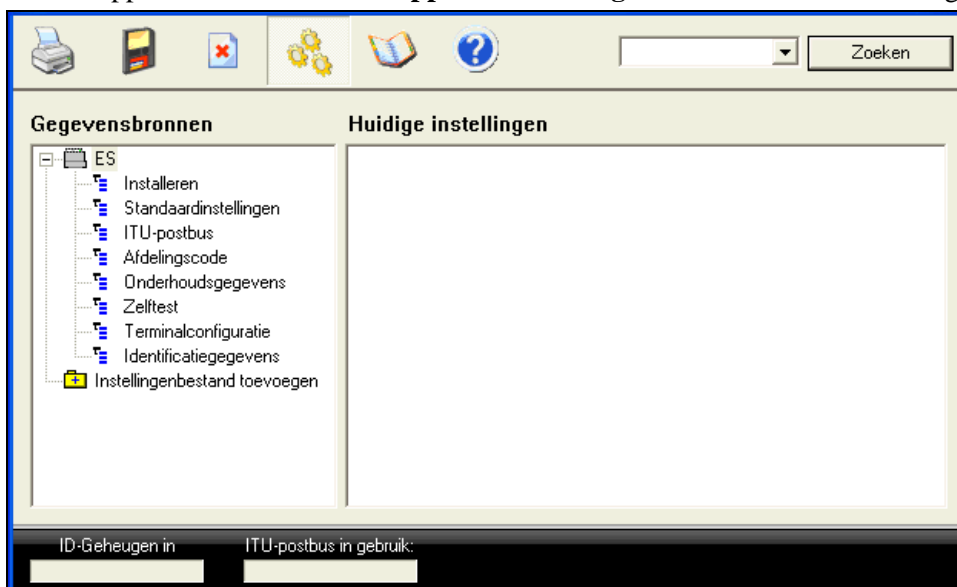 Zoeken
Gegevensbronnen
Huidige instellingen
ES
Installeren
Standaardinstellingen
ITU-postbus
Afdelingscode
Onderhoudsgegevens
Zelftest
Terminalconfiguratie
Identificatiegegevens
Instellingenbestand toevoegen
ID-Geheugen in
ITU-postbus in gebruik: